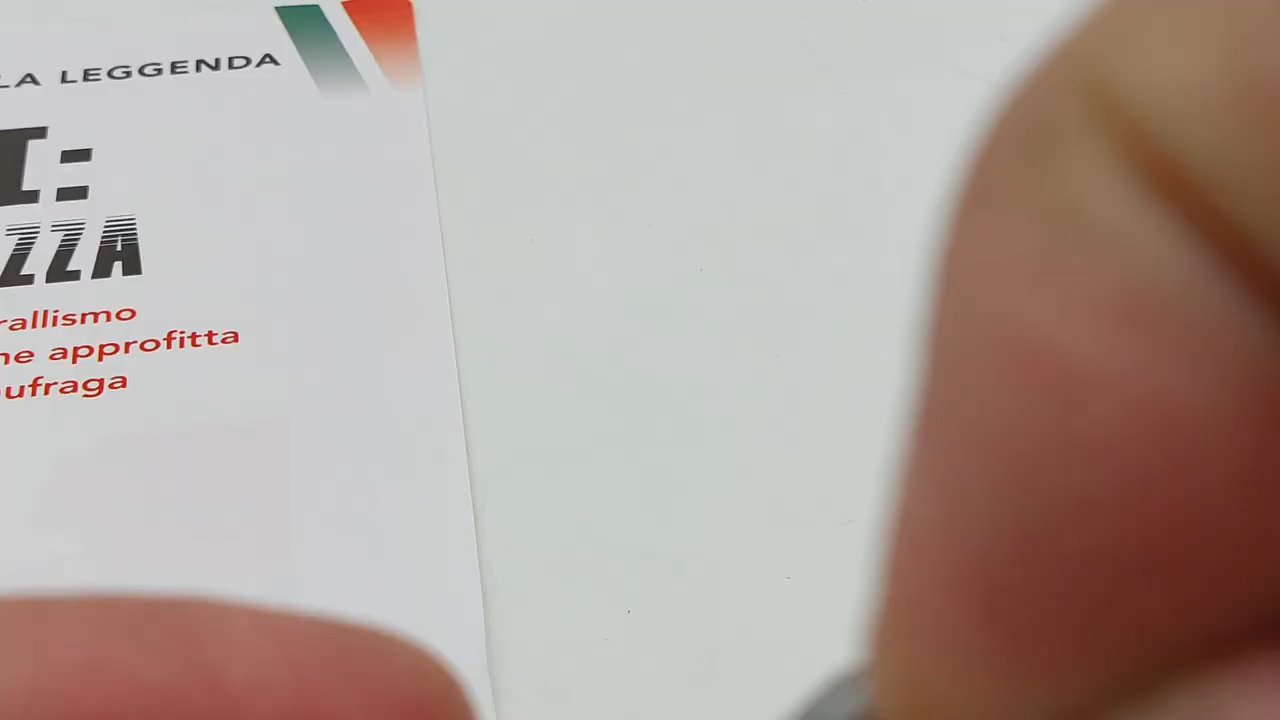 LA LEGGENDA
I:
ZZA
rallismo
ne approfitta
ufraga